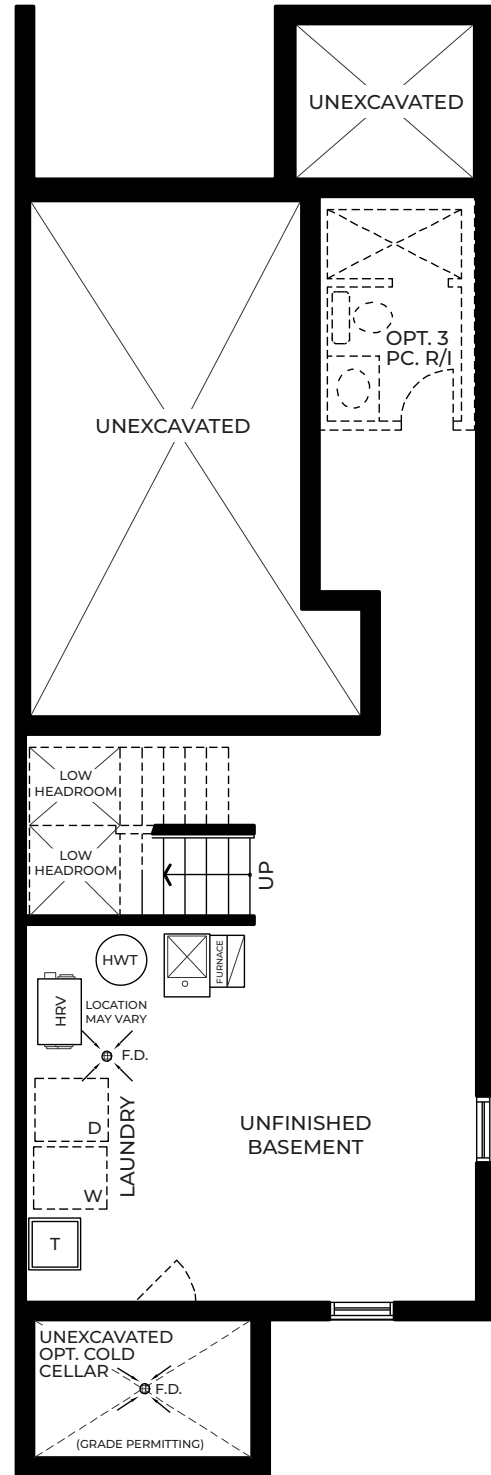 UNEXCAVATED
OPT. 3
PC. R/I
UNEXCAVATED
LOW
HEADROOM
LOW
HEADROOM
UP
HWT
FURNACE
HRV
LOCATION
MAY VARY
F.D.
D
W
LAUNDRY
UNFINISHED
BASEMENT
T
UNEXCAVATED
OPT. COLD
CELLAR
F.D.
(GRADE PERMITTING)